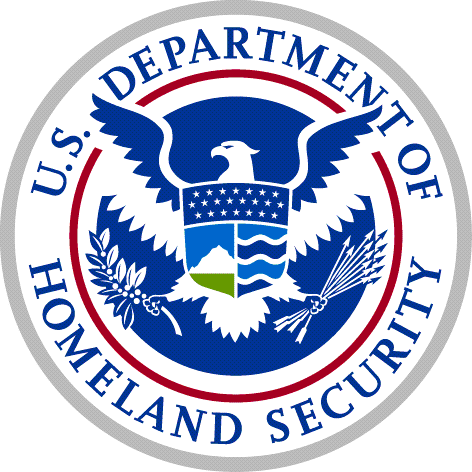 U.S. DEPARTMENT OF
HOMELAND SECURITY